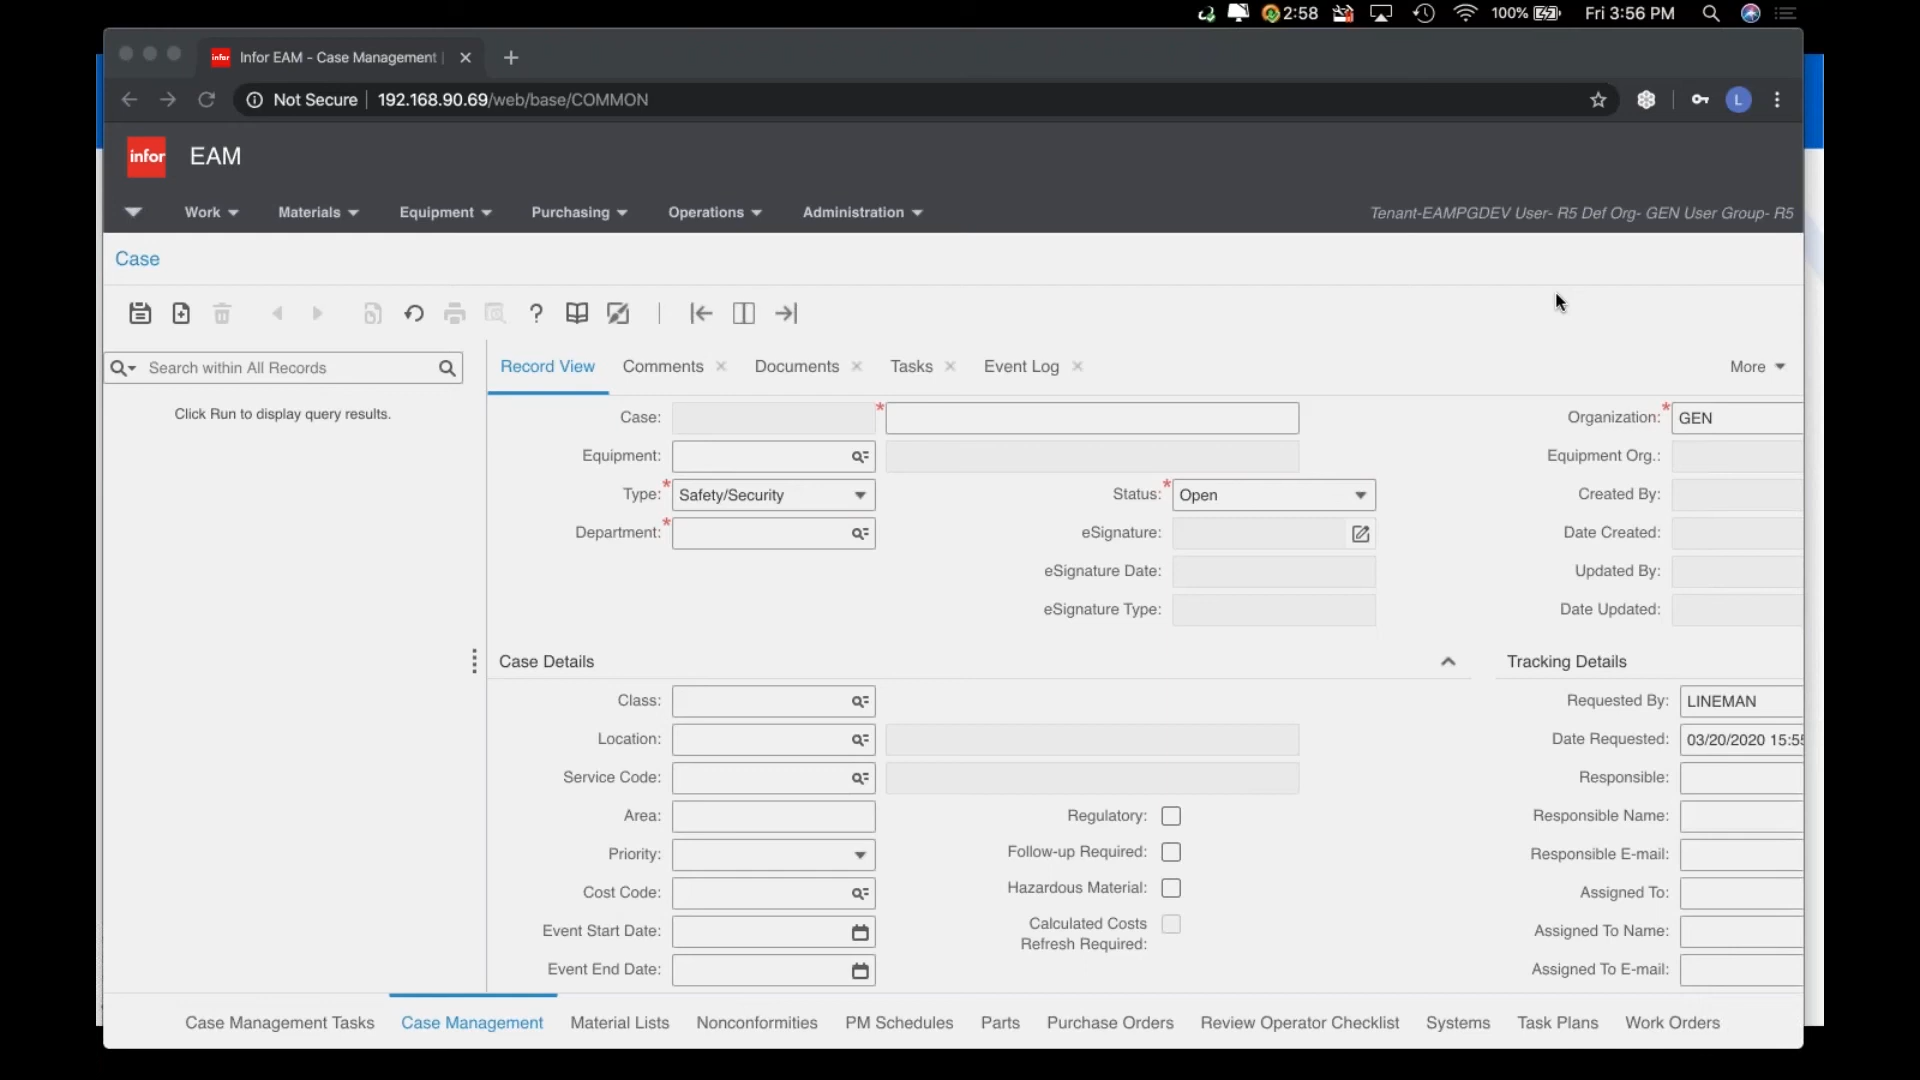 2:58 100% Fri 3:56 PM
infor Infor EAM - Case Management
Not Secure 192.168.90.69/web/base/COMMON L
infor EAM
Work Materials Equipment Purchasing Operations Administration Tenant-EAMPGDEV User- R5 Def Org- GEN User Group- R5
Case
?
Search within All Records
Click Run to display query results.
Record View Comments Documents Tasks Event Log More
Case: * Organization: * GEN
Equipment: Equipment Org.:
Type: * Safety/Security Status: * Open Created By:
Department: * eSignature: Date Created:
eSignature Date: Updated By:
eSignature Type: Date Updated:
Case Details Tracking Details
Class: Requested By: LINEMAN
Location: Date Requested: 03/20/2020 15:55
Service Code: Responsible:
Area: Regulatory: Responsible Name:
Priority: Follow-up Required: Responsible E-mail:
Cost Code: Hazardous Material: Assigned To:
Event Start Date: Calculated Costs Assigned To Name:
Refresh Required:
Event End Date: Assigned To E-mail:
Case Management Tasks Case Management Material Lists Nonconformities PM Schedules Parts Purchase Orders Review Operator Checklist Systems Task Plans Work Orders